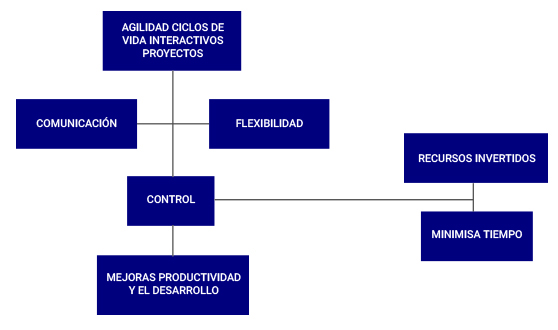 AGILIDAD CICLOS DE
VIDA INTERACTIVOS
PROYECTOS
COMUNICACIÓN
FLEXIBILIDAD
RECURSOS INVERTIDOS
CONTROL
MINIMISA TIEMPO
MEJORAS PRODUCTIVIDAD
Y EL DESARROLLO